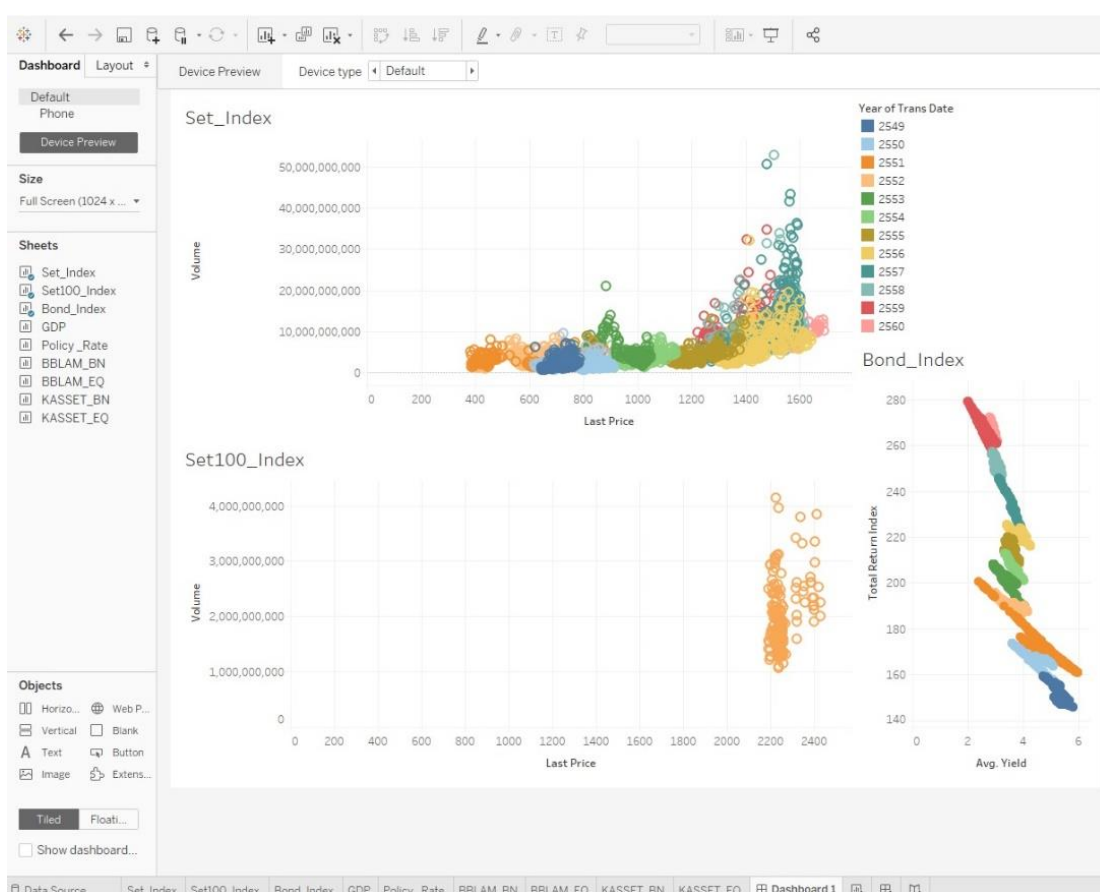 Dashboard
Layout
Device Preview
Device type
Default
Default
Phone
Device Preview
Size
Full Screen (1024 x ...
Sheets
Set_Index
Set100_Index
Bond_Index
GDP
Policy_Rate
BBLAM_BN
BBLAM_EQ
KASSET_BN
KASSET_EQ
Objects
Horizo...
Web P...
Vertical
Blank
Text
Button
Image
Extens...
Tiled
Floati...
Show dashboard...
Set_Index
50,000,000,000
40,000,000,000
30,000,000,000
20,000,000,000
10,000,000,000
0
Volume
0 200 400 600 800 1000 1200 1400 1600
Last Price
Year of Trans Date
2549
2550
2551
2552
2553
2554
2555
2556
2557
2558
2559
2560
Set100_Index
4,000,000,000
3,000,000,000
2,000,000,000
1,000,000,000
0
Volume
0 200 400 600 800 1000 1200 1400 1600 1800 2000 2200 2400
Last Price
Bond_Index
280
260
240
220
200
180
160
140
Total Return Index
0 2 4 6
Avg. Yield
Data Source Set_Index Set100_Index Bond_Index GDP Policy_Rate BBLAM_BN BBLAM_EQ KASSET_BN KASSET_EQ Dashboard 1